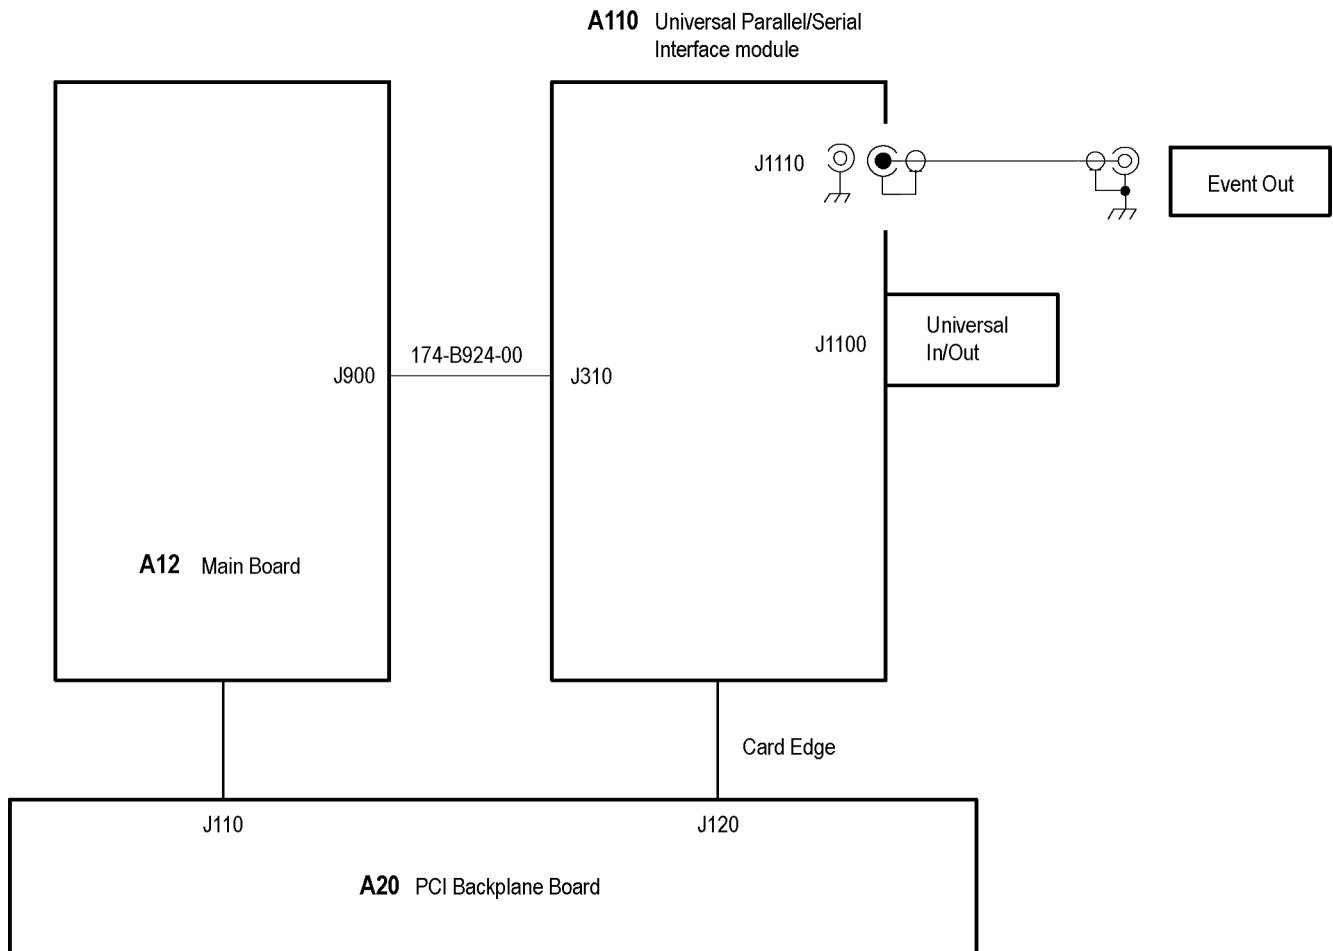 A110 Universal Parallel/Serial
Interface module
J1110
Event Out
Universal
In/Out
J1100
174-B924-00
J900
J310
A12 Main Board
Card Edge
J110
J120
A20 PCI Backplane Board